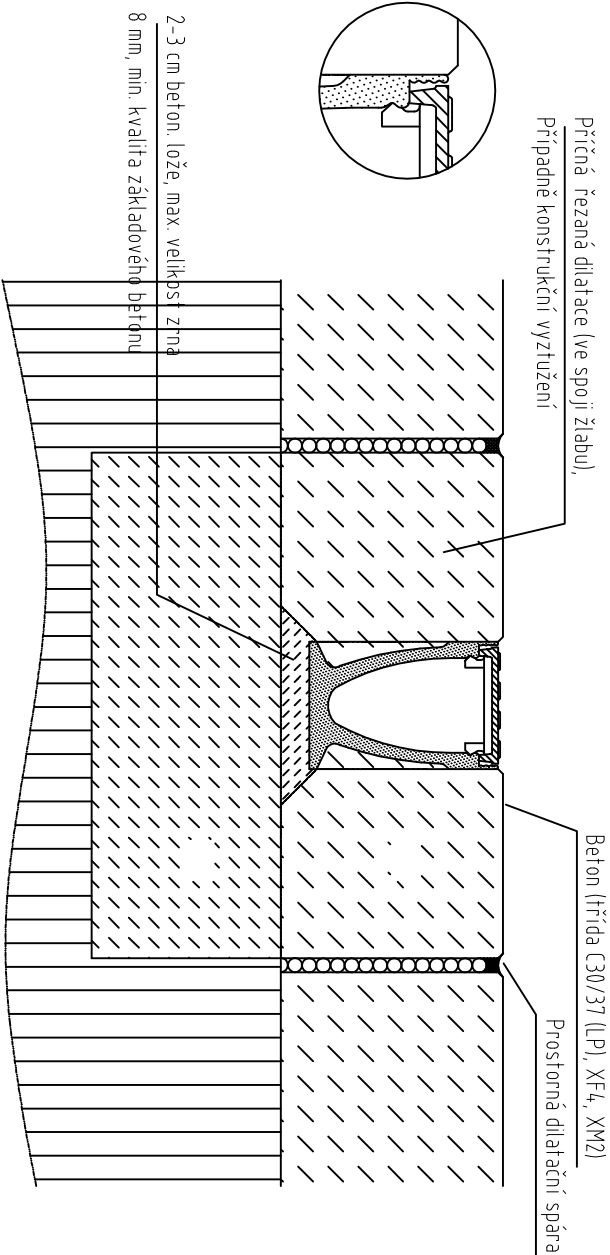 Příčná řezaná dilatace (ve spoji žlabu),
Případně konstrukční vyztužení
2-3 cm beton. lože, max. velikost zrna
8 mm, min. kvalita základového betonu
Beton (třída C30/37 (LP), XF4, XM2)
Prostorná dilatační spára